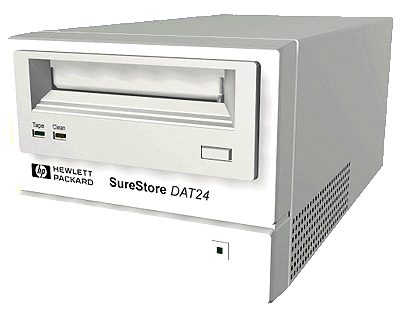 Tape Clean
hp HEWLETT
PACKARD
SureStore DAT24